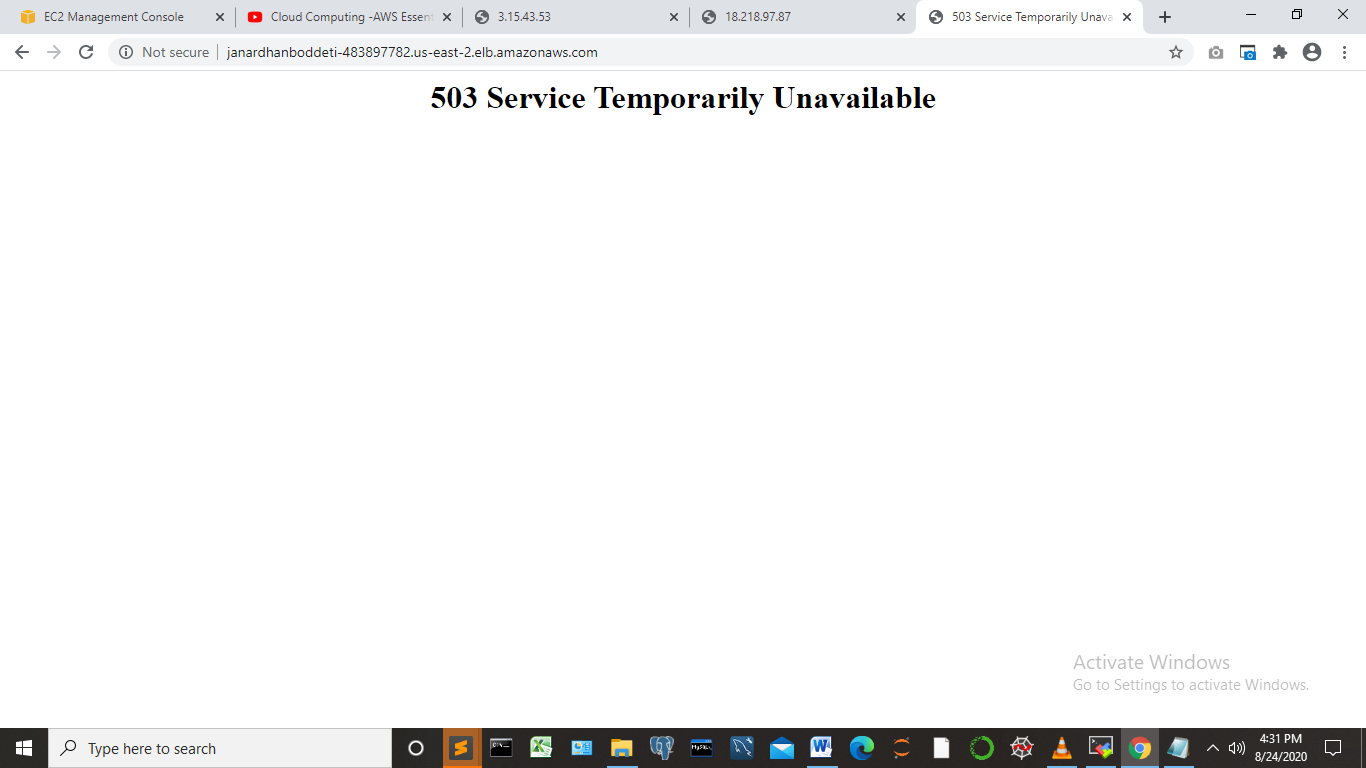 EC2 Management Console
Cloud Computing -AWS Essent
3.15.43.53
18.218.97.87
503 Service Temporarily Unava
Not secure
janardhanboddeti-483897782.us-east-2.elb.amazonaws.com
503 Service Temporarily Unavailable
Activate Windows
Go to Settings to activate Windows.
Type here to search
4:31 PM
8/24/2020